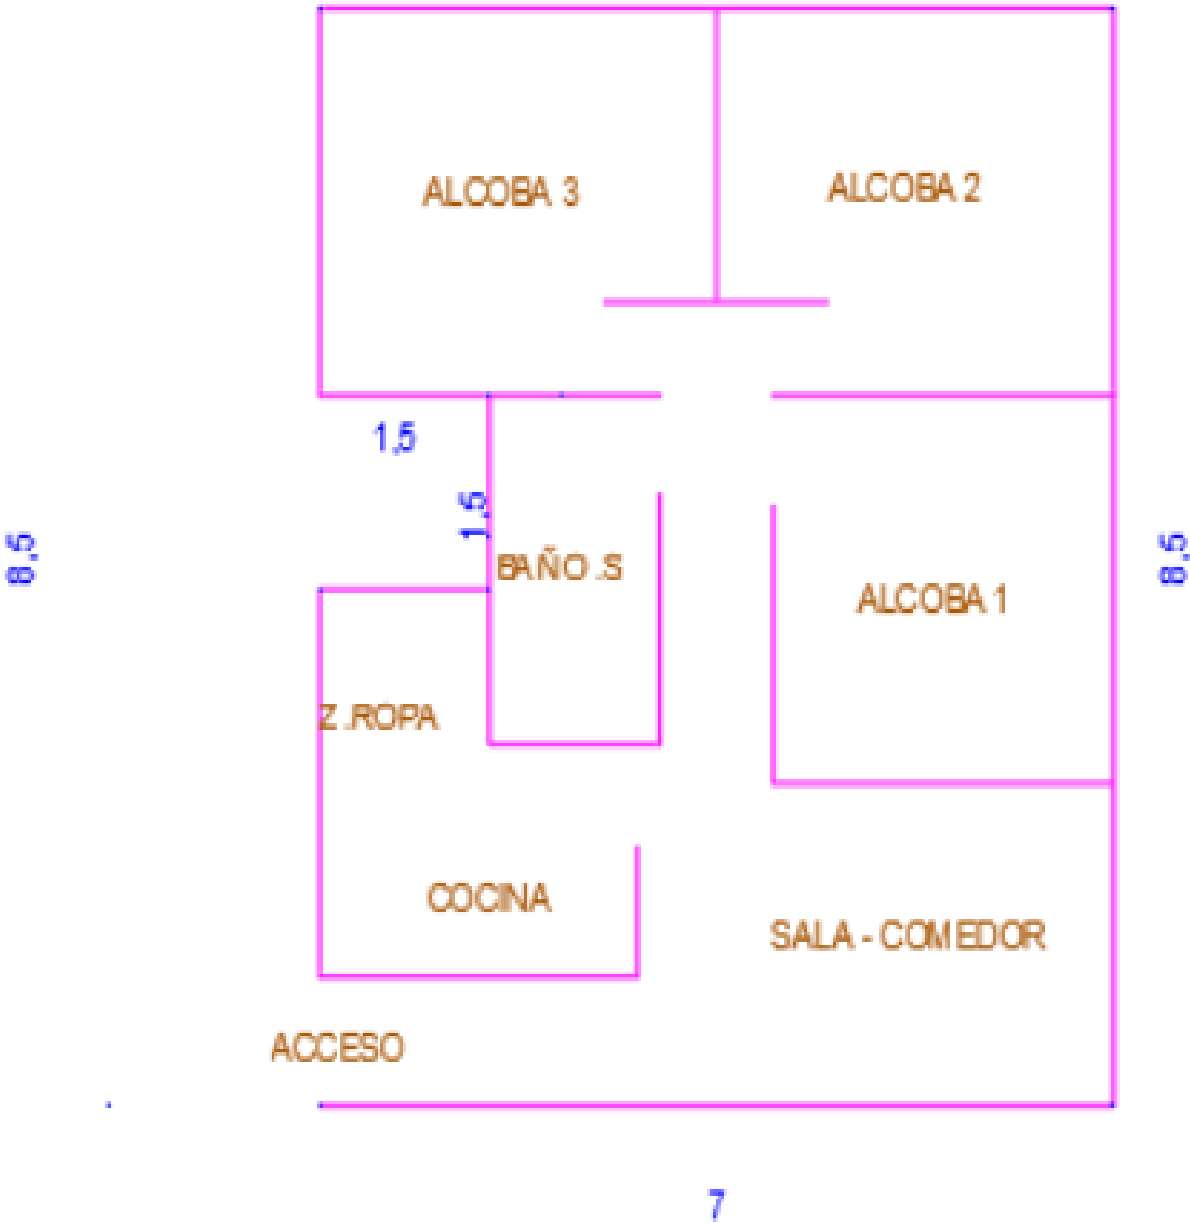 ALCOBA 3
ALCOBA 2
1,5
1,5
8,5
8,5
BAÑO .S
ALCOBA 1
Z .ROPA
COCINA
SALA - COMEDOR
ACCESO
7